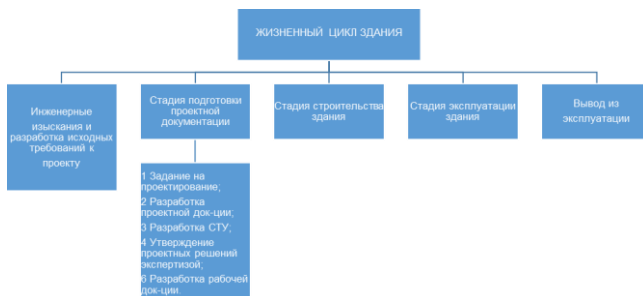 ЖИЗНЕННЫЙ ЦИКЛ ЗДАНИЯ
Инженерные
изыскания и
разработка исходных
требований к
проекту
Стадия подготовки
проектной
документации
Стадия строительства
здания
Стадия эксплуатации
здания
Вывод из
эксплуатации
1 Задание на
проектирование;
2 Разработка
проектной док-ции;
3 Разработка СТУ;
4 Утверждение
проектных решений
экспертизой;
6 Разработка рабочей
док-ции.